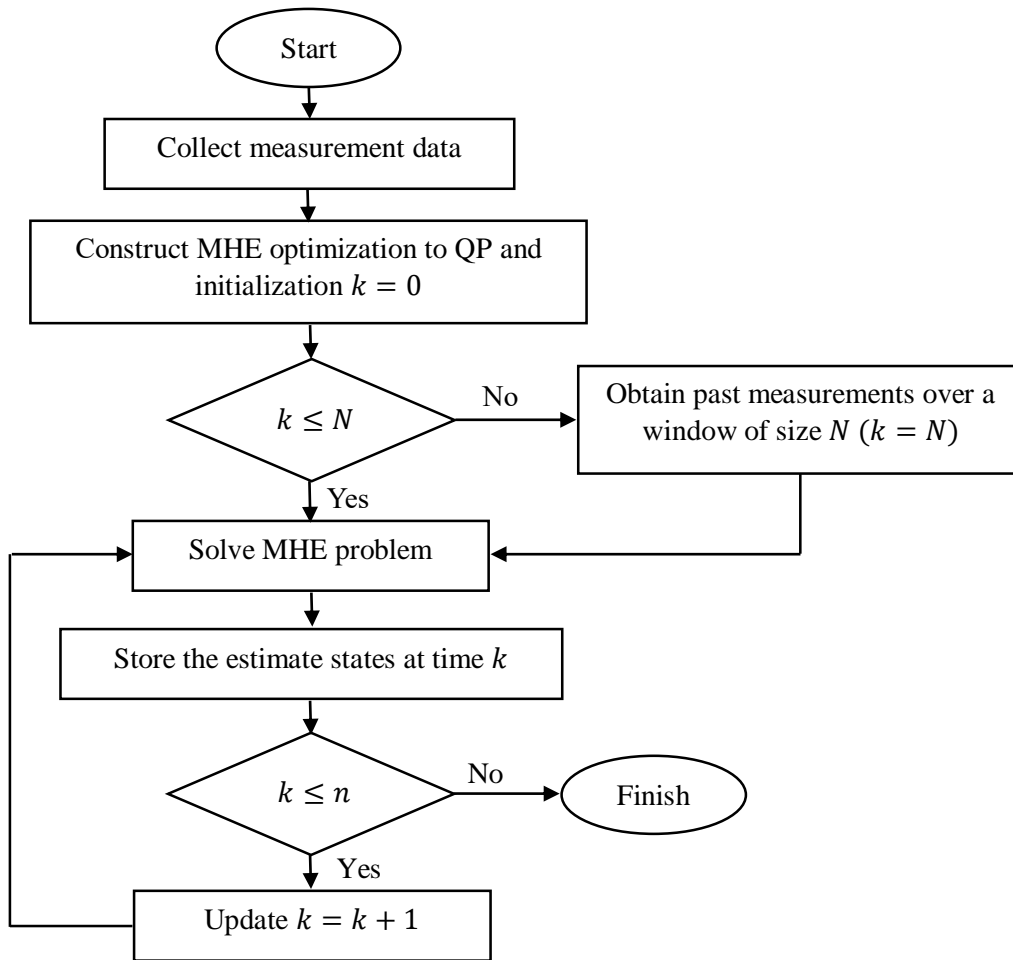 Start
Collect measurement data
Construct MHE optimization to QP and
initialization 𝑘 = 0
𝑘 ≤ 𝑁
No
Obtain past measurements over a
window of size 𝑁 (𝑘 = 𝑁)
Yes
Solve MHE problem
Store the estimate states at time 𝑘
𝑘 ≤ 𝑛
No
Finish
Yes
Update 𝑘 = 𝑘 + 1